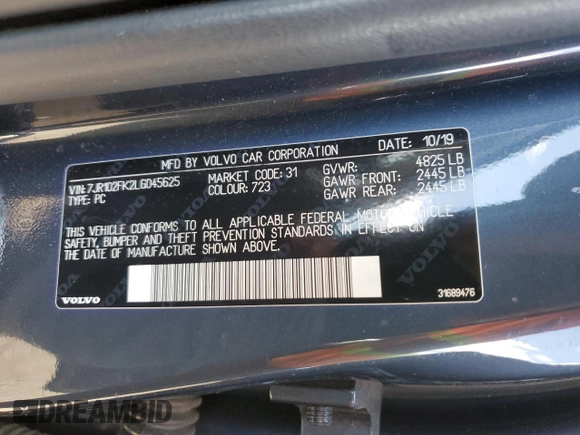 MFD BY VOLVO CAR CORPORATION DATE: 10/19
VIN: 7JR102FK2LG045625 MARKET CODE: 31 GVWR: 4825 LB
TYPE: PC COLOUR: 723 GAWR FRONT: 2445 LB
GAWR REAR: 2445 LB
THIS VEHICLE CONFORMS TO ALL APPLICABLE FEDERAL MOTOR VEHICLE
SAFETY, BUMPER AND THEFT PREVENTION STANDARDS IN EFFECT ON
THE DATE OF MANUFACTURE SHOWN ABOVE.
VOLVO 31689476
DREAMBID